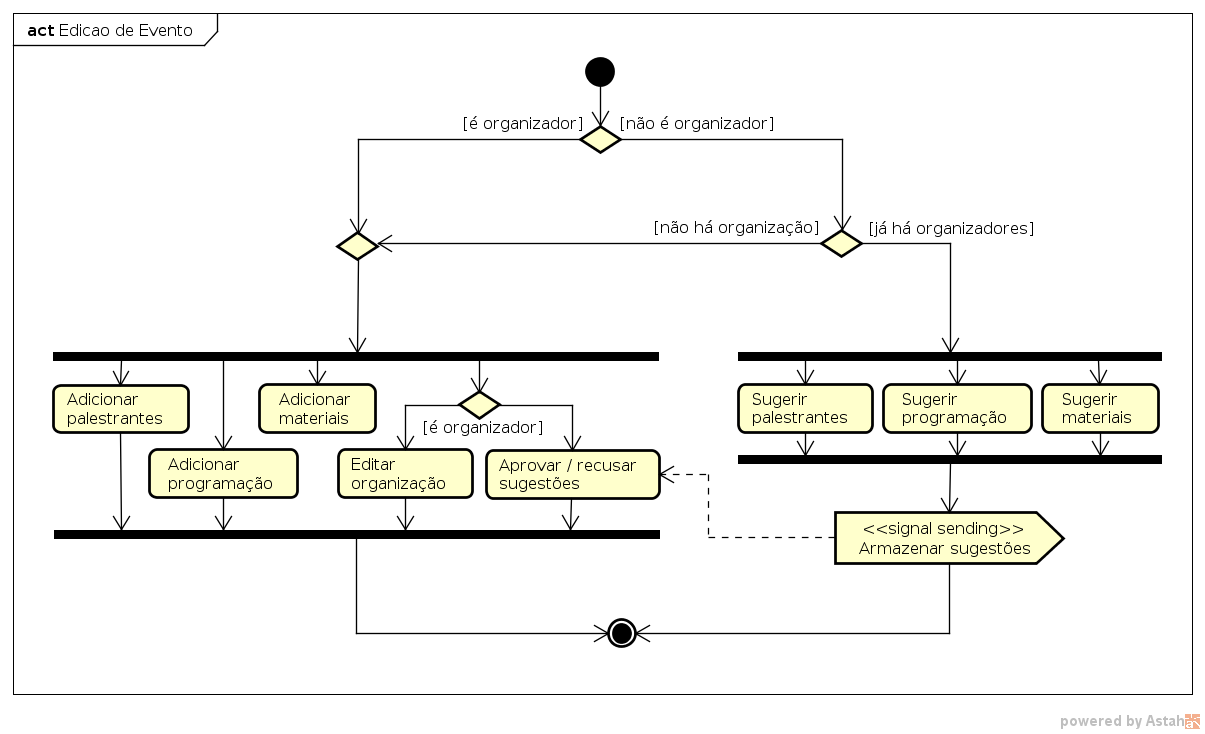 act Edicao de Evento
[é organizador]
[não é organizador]
[não há organização]
[já há organizadores]
Adicionar
palestrantes
Adicionar
materiais
[é organizador]
Adicionar
programação
Editar
organização
Aprovar / recusar
sugestões
Sugerir
palestrantes
Sugerir
programação
Sugerir
materiais
<<signal sending>>
Armazenar sugestões
powered by Astah